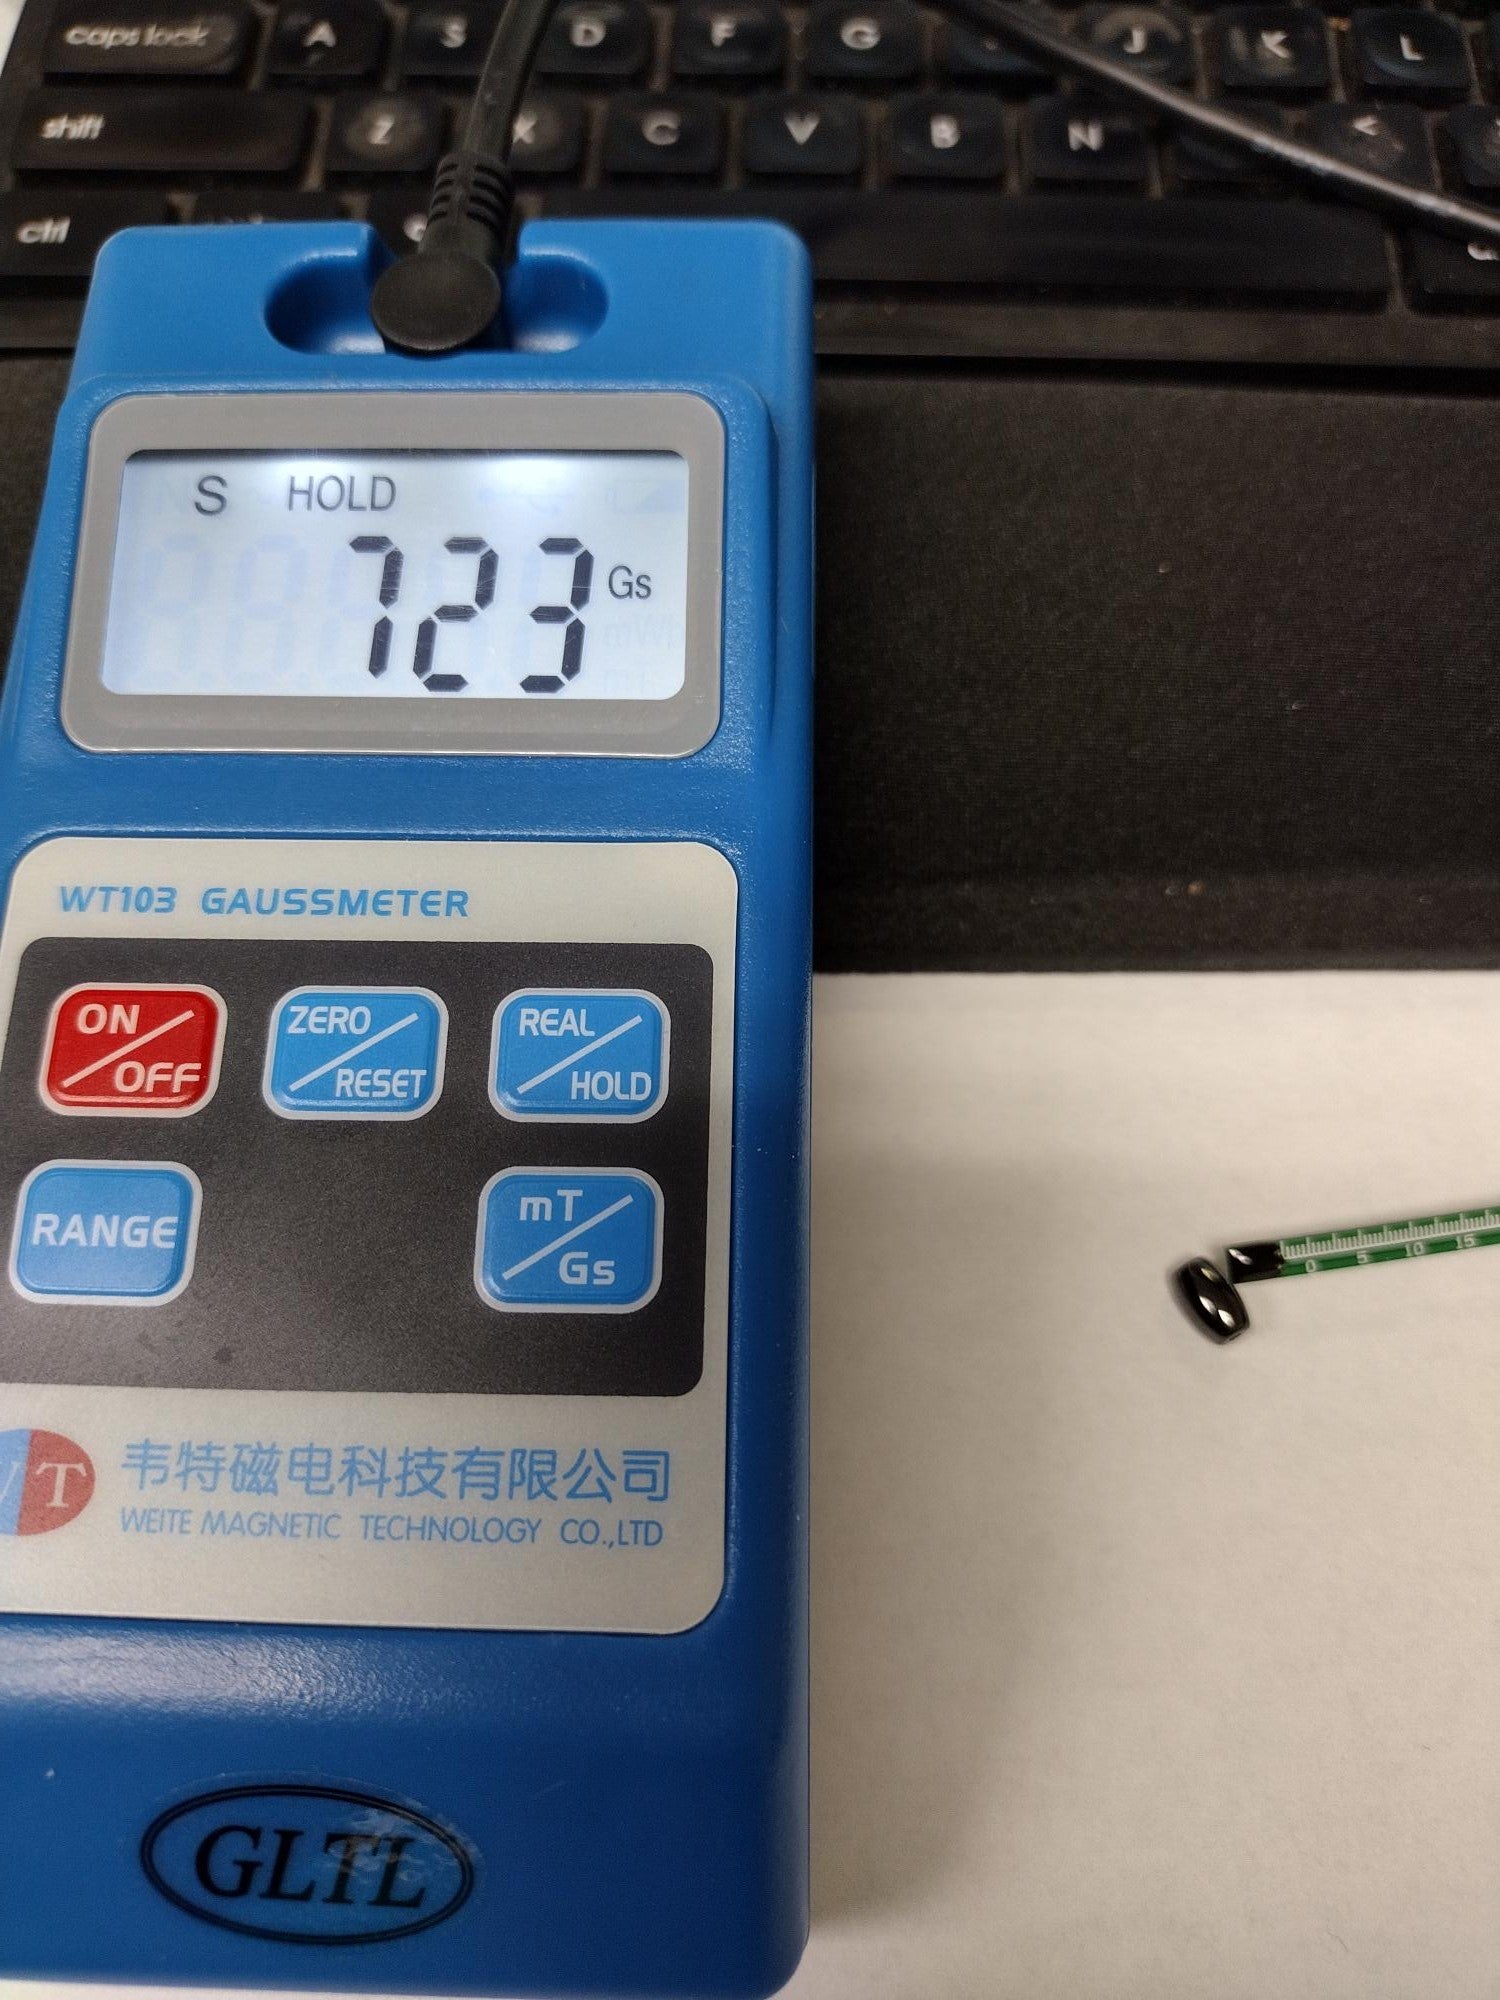 caps lock A S D F G J K L
shift Z X C V B N <
ctrl
S HOLD
723 Gs
WT103 GAUSSMETER
ON/OFF ZERO/RESET REAL/HOLD
RANGE mT/Gs
T 韦特磁电科技有限公司
WEITE MAGNETIC TECHNOLOGY CO.,LTD
0 5 10 15
GLTL